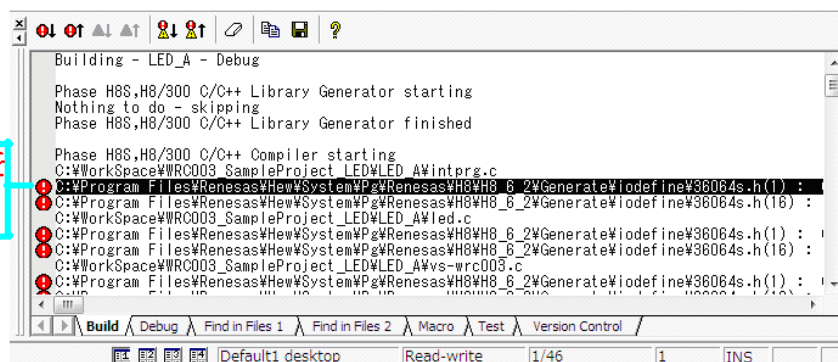 Building - LED_A - Debug
Phase H8S,H8/300 C/C++ Library Generator starting
Nothing to do - skipping
Phase H8S,H8/300 C/C++ Library Generator finished
Phase H8S,H8/300 C/C++ Compiler starting
C:¥WorkSpace¥WRC003_SampleProject_LED¥LED_A¥intprg.c
C:¥Program Files¥Renesas¥Hew¥System¥Pg¥Renesas¥H8¥H8_6_2¥Generate¥iodefine¥36064s.h(1) :
C:¥Program Files¥Renesas¥Hew¥System¥Pg¥Renesas¥H8¥H8_6_2¥Generate¥iodefine¥36064s.h(16) :
C:¥WorkSpace¥WRC003_SampleProject_LED¥LED_A¥led.c
C:¥Program Files¥Renesas¥Hew¥System¥Pg¥Renesas¥H8¥H8_6_2¥Generate¥iodefine¥36064s.h(1) :
C:¥Program Files¥Renesas¥Hew¥System¥Pg¥Renesas¥H8¥H8_6_2¥Generate¥iodefine¥36064s.h(16) :
C:¥WorkSpace¥WRC003_SampleProject_LED¥LED_A¥vs-wrc003.c
C:¥Program Files¥Renesas¥Hew¥System¥Pg¥Renesas¥H8¥H8_6_2¥Generate¥iodefine¥36064s.h(1) :
Build Debug Find in Files 1 Find in Files 2 Macro Test Version Control
Default1 desktop Read-write 1/46 1 INS